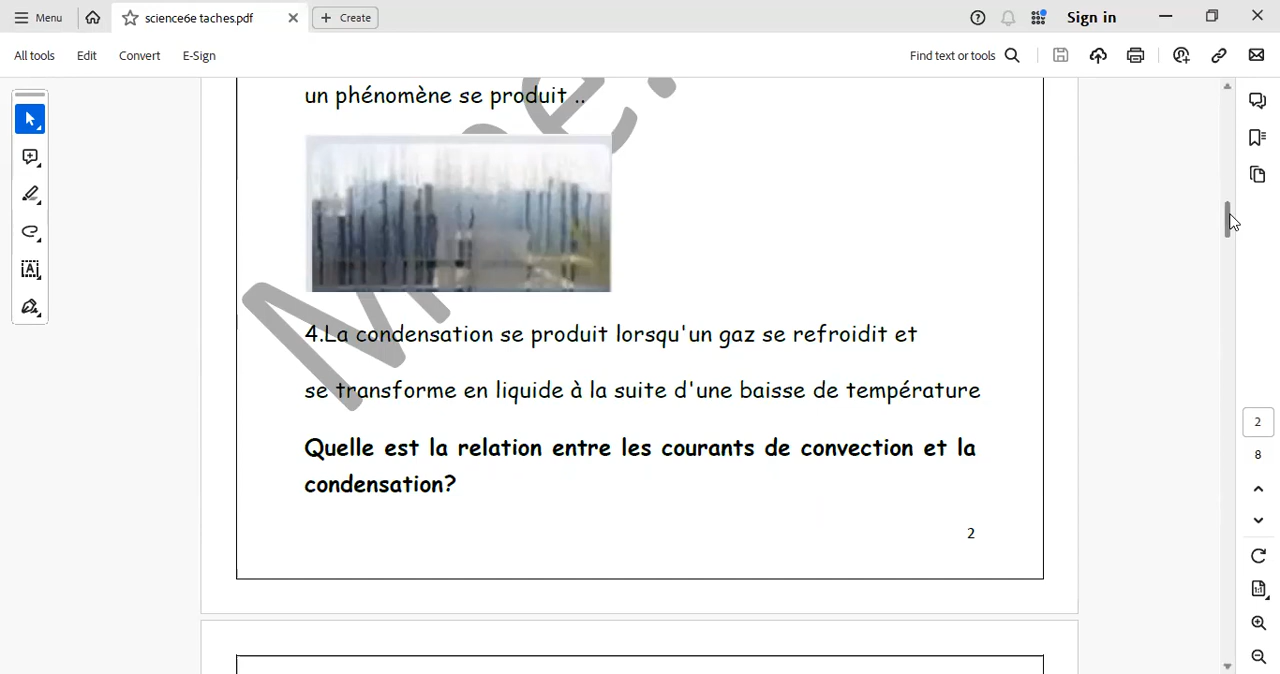 Menu
science6e taches.pdf
Create
Sign in
All tools
Edit
Convert
E-Sign
Find text or tools
un phénomène se produit ..
4.La condensation se produit lorsqu'un gaz se refroidit et
se transforme en liquide à la suite d'une baisse de température
Quelle est la relation entre les courants de convection et la
condensation?
2
2
8